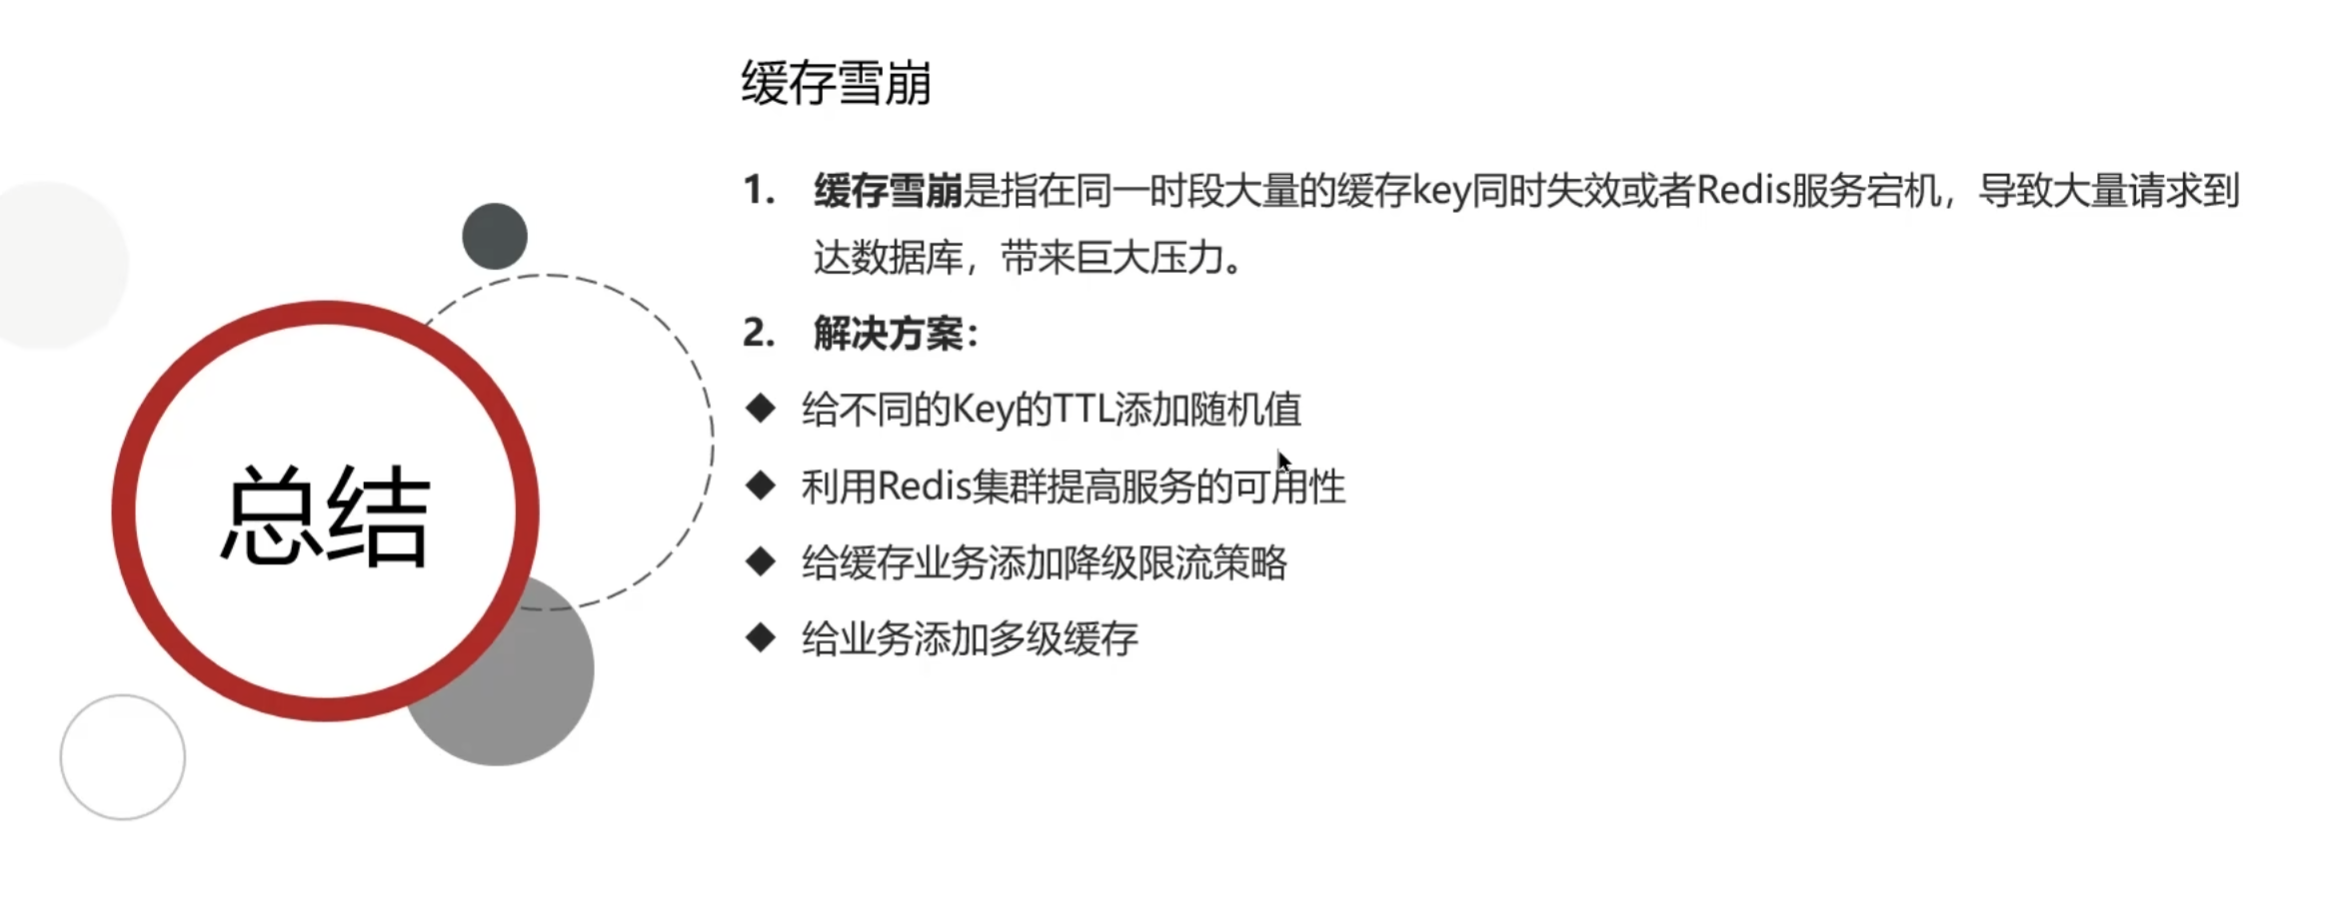 缓存雪崩
1. 缓存雪崩是指在同一时段大量的缓存key同时失效或者Redis服务宕机，导致大量请求到
达数据库，带来巨大压力。
2. 解决方案：
◆ 给不同的Key的TTL添加随机值
◆ 利用Redis集群提高服务的可用性
◆ 给缓存业务添加降级限流策略
◆ 给业务添加多级缓存
总结